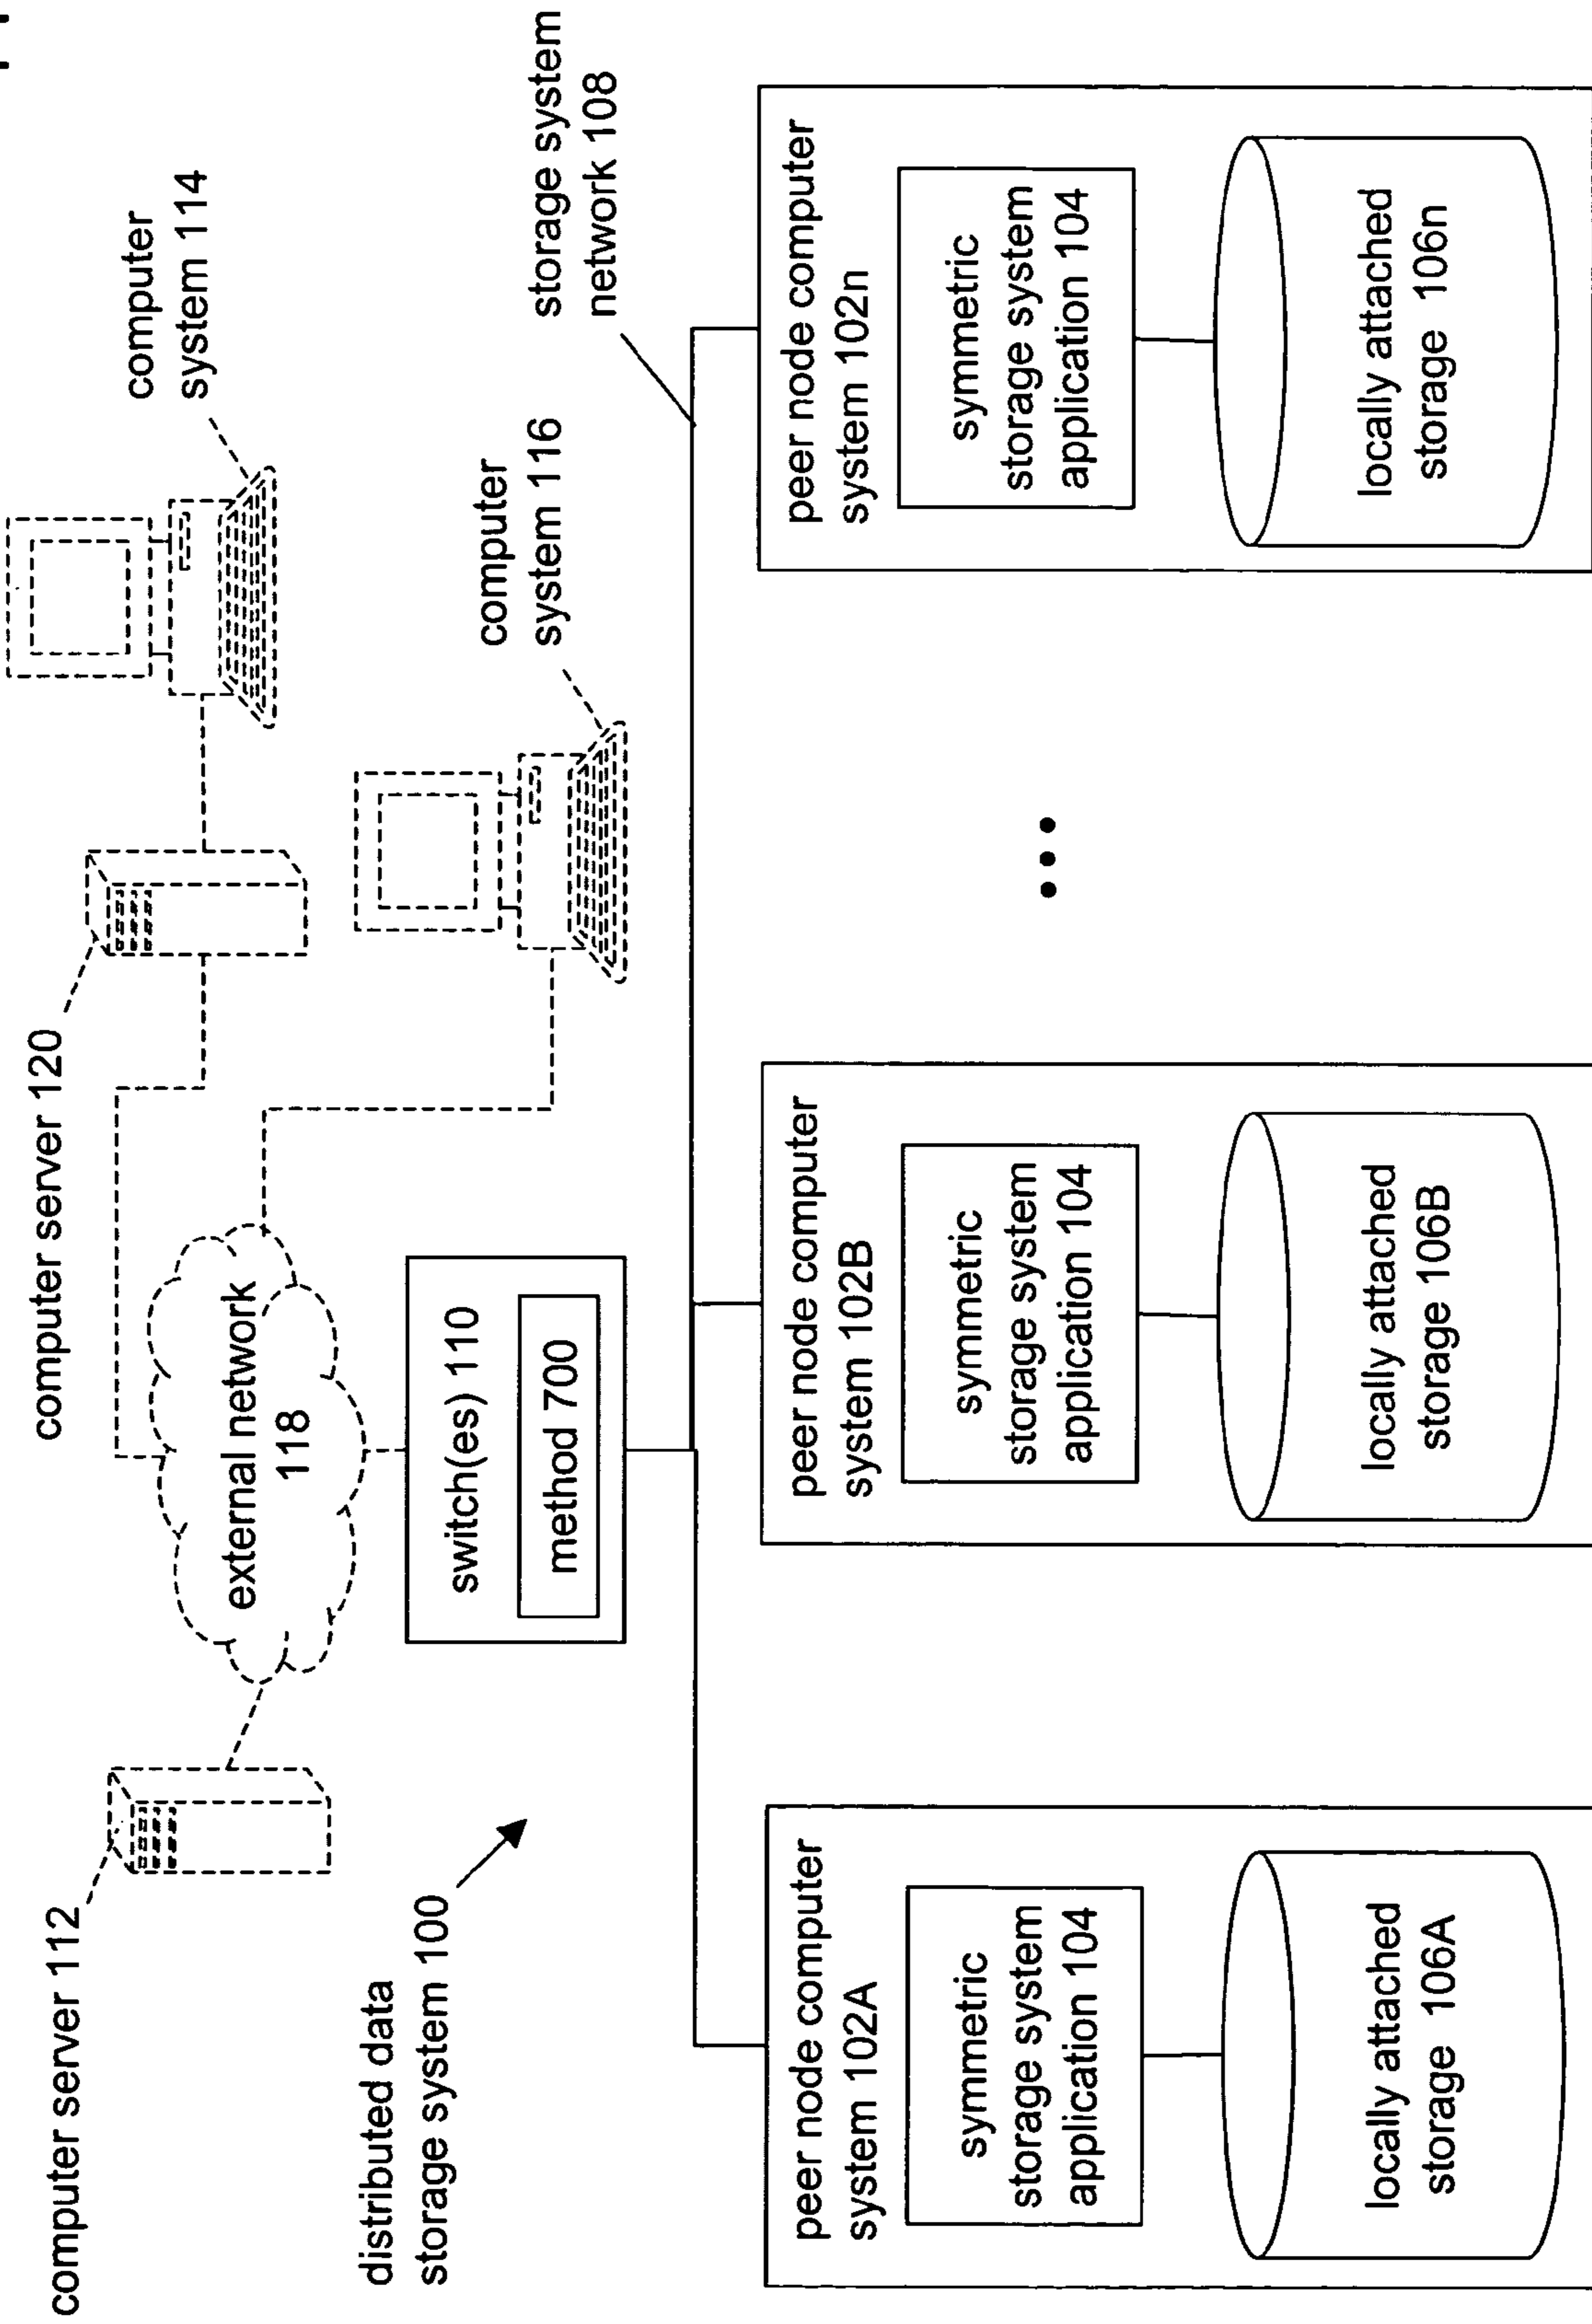 computer server 112
computer server 120
computer
system 114
computer
system 116
external network
118
distributed data
storage system 100
switch(es) 110
method 700
storage system
network 108
peer node computer
system 102A
symmetric
storage system
application 104
locally attached
storage 106A
peer node computer
system 102B
symmetric
storage system
application 104
locally attached
storage 106B
...
peer node computer
system 102n
symmetric
storage system
application 104
locally attached
storage 106n